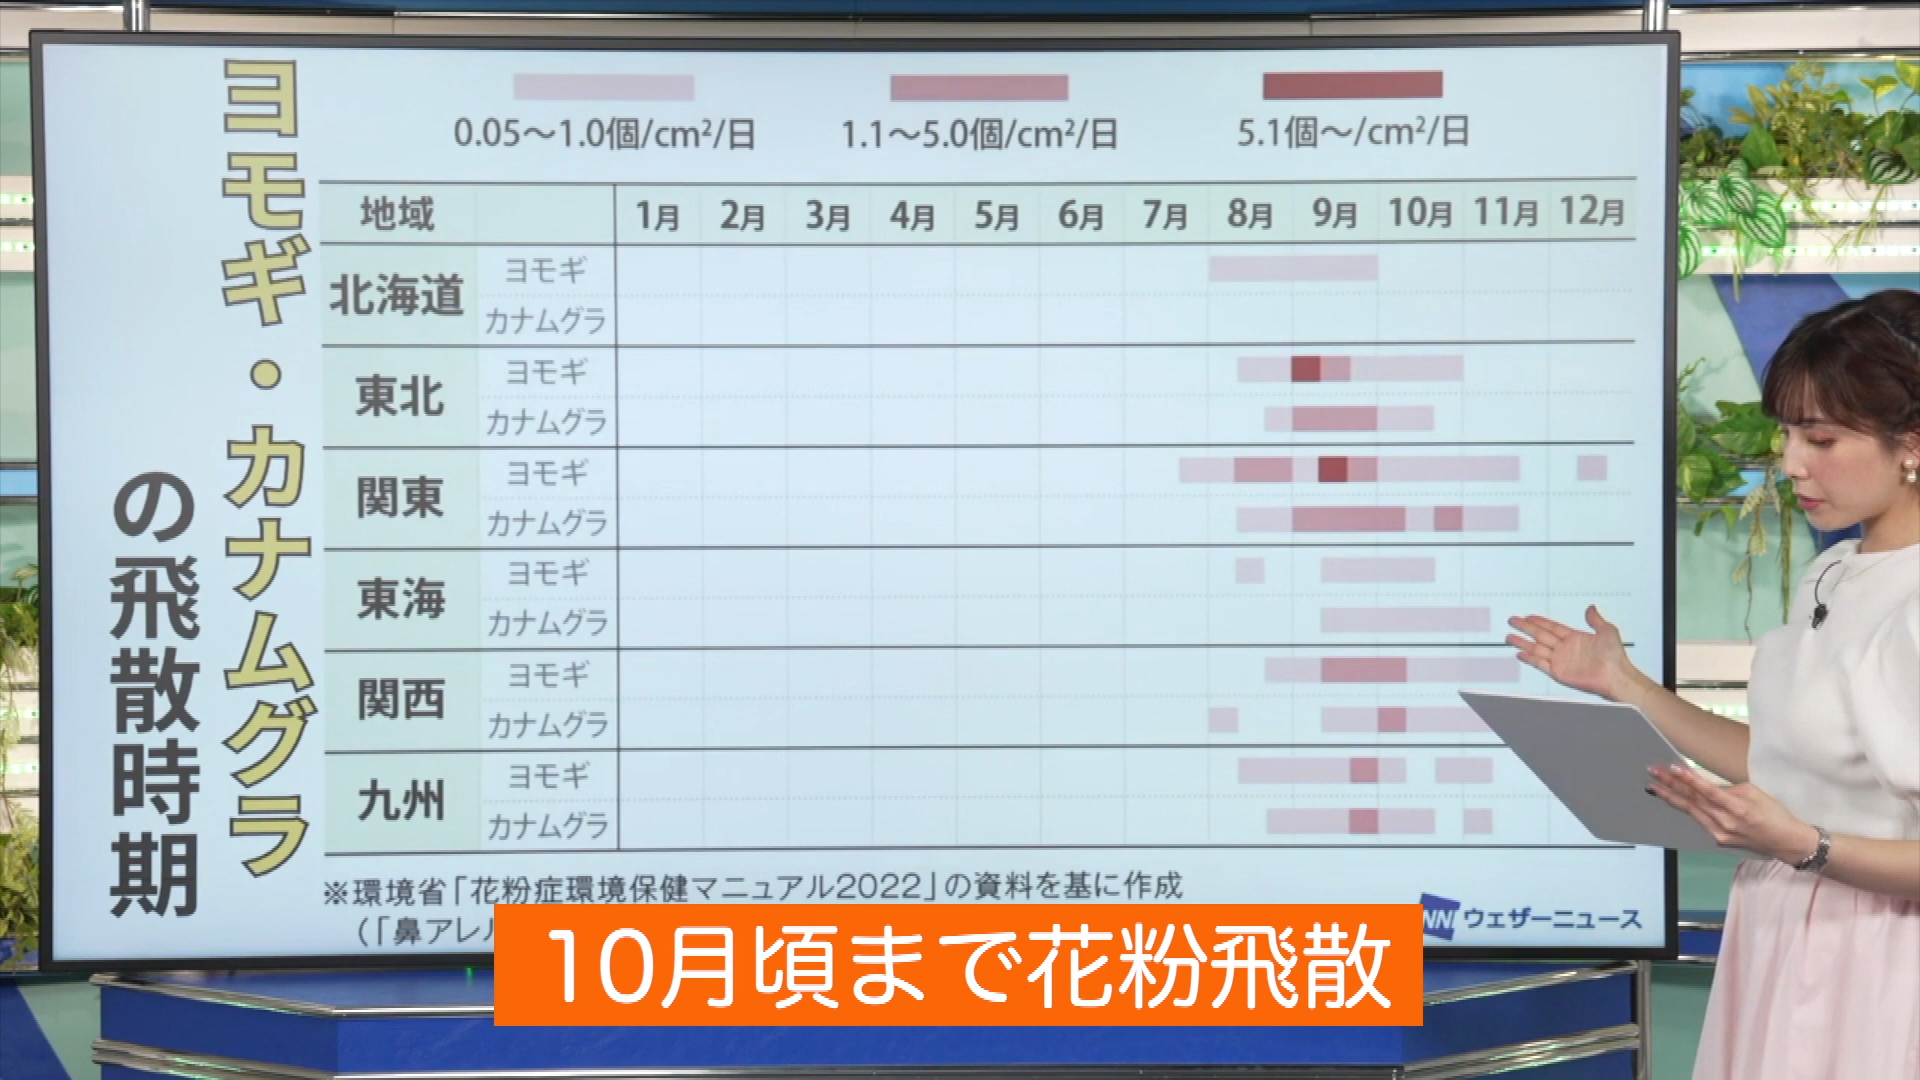 ヨモギ・カナムグラ
の飛散時期
0.05～1.0個/cm²/日
1.1～5.0個/cm²/日
5.1個～/cm²/日
地域 1月 2月 3月 4月 5月 6月 7月 8月 9月 10月 11月 12月
北海道 ヨモギ
カナムグラ
東北 ヨモギ
カナムグラ
関東 ヨモギ
カナムグラ
東海 ヨモギ
カナムグラ
関西 ヨモギ
カナムグラ
九州 ヨモギ
カナムグラ
※環境省「花粉症環境保健マニュアル2022」の資料を基に作成
(「鼻アレル
ウェザーニュース
10月頃まで花粉飛散